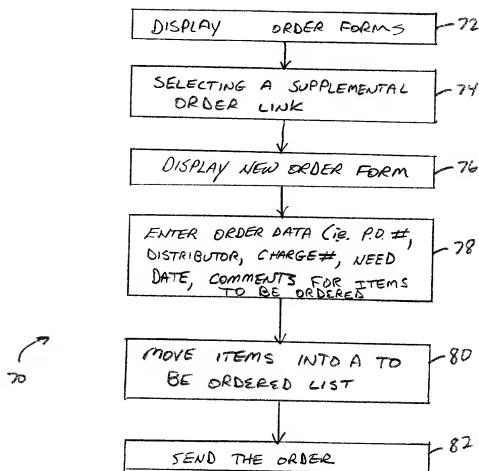 DISPLAY ORDER FORMS
72
SELECTING A SUPPLEMENTAL
ORDER LINK
74
DISPLAY NEW ORDER FORM
76
ENTER ORDER DATA (ie. P.O. #,
DISTRIBUTOR, CHARGE#, NEED
DATE, COMMENTS FOR ITEMS
TO BE ORDERED
78
MOVE ITEMS INTO A TO
BE ORDERED LIST
80
70
SEND THE ORDER
82